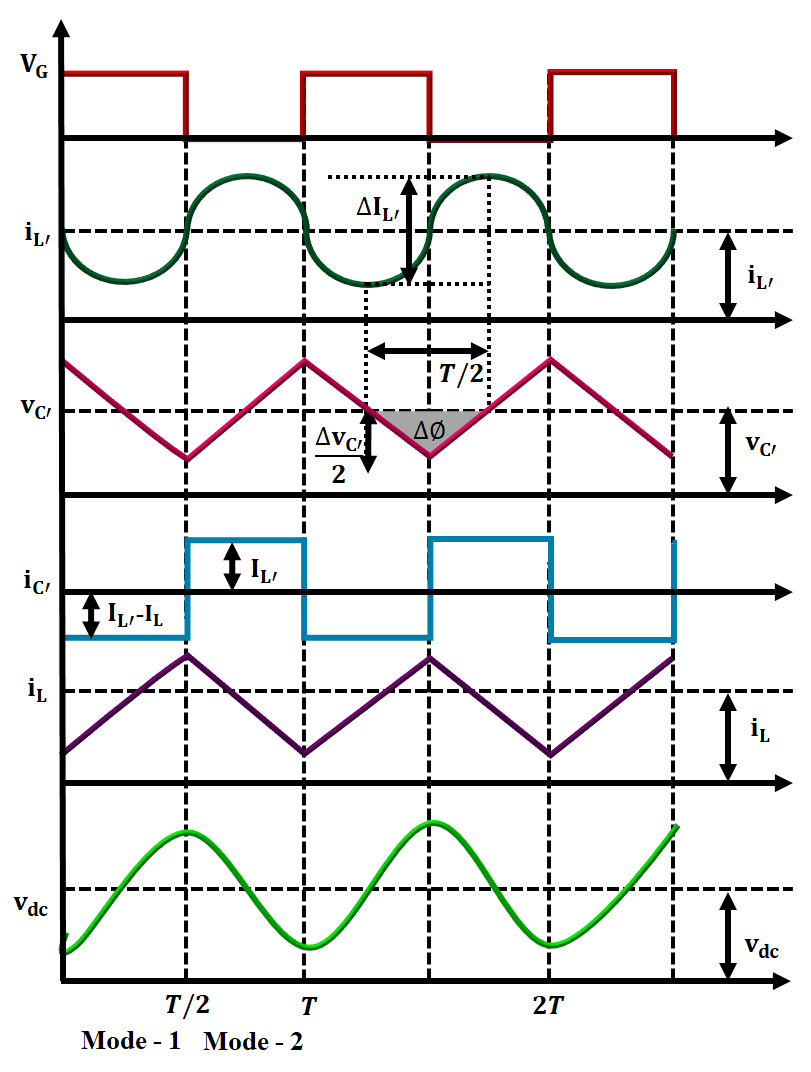 V_G
i_L′
ΔI_L′
i_L′
T/2
v_C′
Δv_C′
2
ΔØ
v_C′
i_C′
I_L′
I_L′-I_L
i_L
i_L
v_dc
v_dc
T/2 T 2T
Mode - 1 Mode - 2